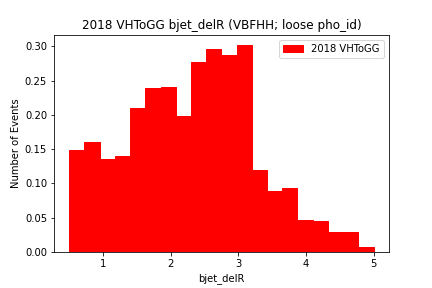 2018 VHToGG bjet_delR (VBFHH; loose pho_id)
2018 VHToGG
Number of Events
0.30
0.25
0.20
0.15
0.10
0.05
0.00
1 2 3 4 5
bjet_delR